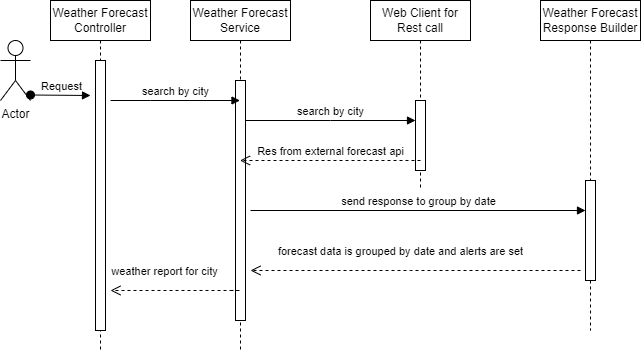 Weather Forecast
Controller
Weather Forecast
Service
Web Client for
Rest call
Weather Forecast
Response Builder
Request
Actor
search by city
search by city
Res from external forecast api
send response to group by date
forecast data is grouped by date and alerts are set
weather report for city